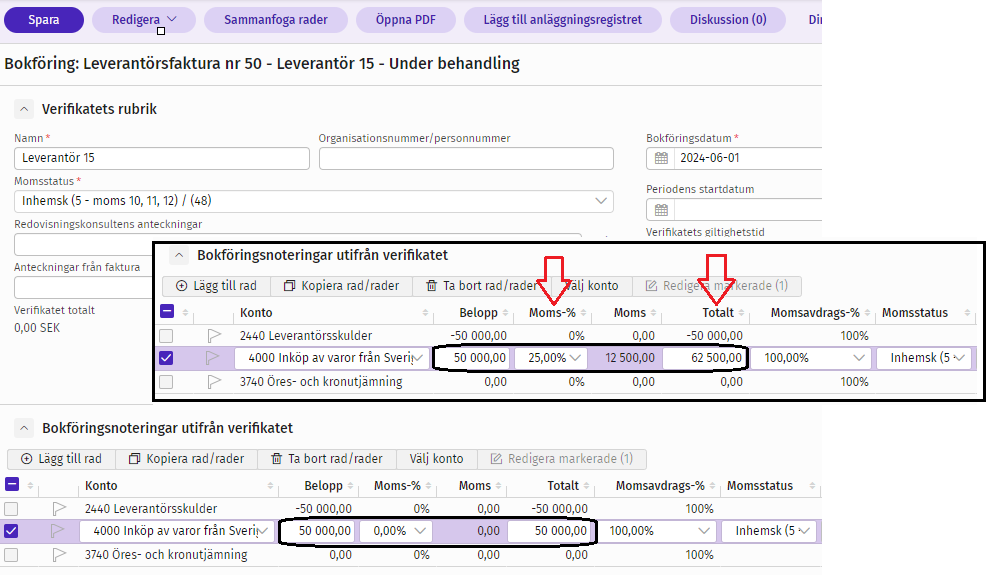 Spara Redigera Sammanfoga rader Öppna PDF Lägg till anläggningsregistret Diskussion (0)
Bokföring: Leverantörsfaktura nr 50 - Leverantör 15 - Under behandling
Verifikatets rubrik
Namn * Organisationsnummer/personnummer Bokföringsdatum *
Leverantör 15 2024-06-01
Momsstatus * Periodens startdatum
Inhemsk (5 - moms 10, 11, 12) / (48)
Redovisningskonsultens anteckningar Verifikatets giltighetstid
Anteckningar från faktura
Verifikatet totalt
0,00 SEK
Bokföringsnoteringar utifrån verifikatet
Lägg till rad Kopiera rad/rader Ta bort rad/rader Välj konto Redigera markerade (1)
Konto Belopp Moms-% Moms Totalt Momsavdrags-% Momsstatus
2440 Leverantörsskulder -50 000,00 0% 0,00 -50 000,00 100%
4000 Inköp av varor från Sverig 50 000,00 25,00% 12 500,00 62 500,00 100,00% Inhemsk (5
3740 Öres- och kronutjämning 0,00 0% 0,00 0,00 100%
Bokföringsnoteringar utifrån verifikatet
Lägg till rad Kopiera rad/rader Ta bort rad/rader Välj konto Redigera markerade (1)
Konto Belopp Moms-% Moms Totalt Momsavdrags-% Momsstatus
2440 Leverantörsskulder -50 000,00 0% 0,00 -50 000,00 100%
4000 Inköp av varor från Sverig 50 000,00 0,00% 0,00 50 000,00 100,00% Inhemsk (5
3740 Öres- och kronutjämning 0,00 0% 0,00 0,00 100%